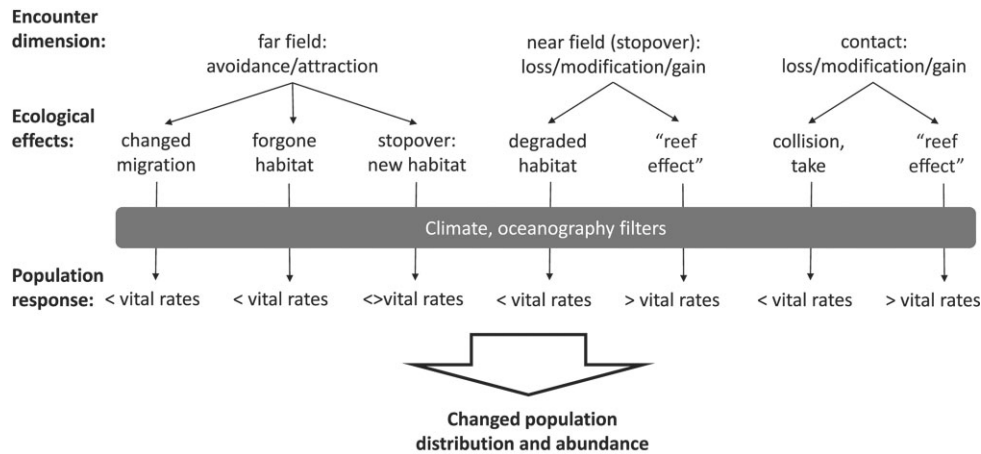 Encounter
dimension:
far field:
avoidance/attraction
near field (stopover):
loss/modification/gain
contact:
loss/modification/gain
Ecological
effects:
changed
migration
forgone
habitat
stopover:
new habitat
degraded
habitat
“reef
effect”
collision,
take
“reef
effect”
Climate, oceanography filters
Population
response:
< vital rates
< vital rates
<>vital rates
< vital rates
> vital rates
< vital rates
> vital rates
Changed population
distribution and abundance